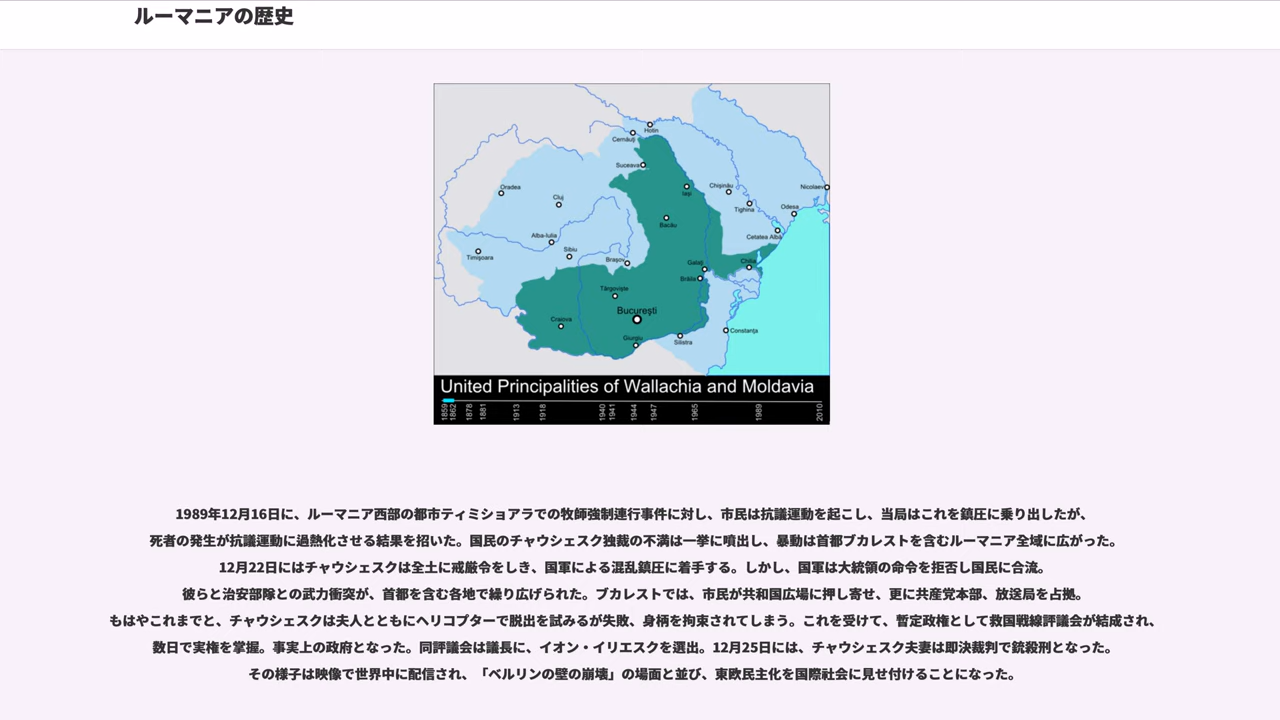 ルーマニアの歴史
Hotin
Cernăuți
Suceava
Oradea
Cluj
Iași
Chișinău
Nicolaev
Tighina
Odesa
Bacău
Alba-Iulia
Cetatea Albă
Timișoara
Sibiu
Brașov
Galați
Chilia
Brăila
Târgoviște
București
Craiova
Giurgiu
Silistra
Constanța
United Principalities of Wallachia and Moldavia
1859 1862 1878 1881 1913 1918 1940 1941 1944 1947 1965 1989 2010
1989年12月16日に、ルーマニア西部の都市ティミショアラでの牧師強制連行事件に対し、市民は抗議運動を起こし、当局はこれを鎮圧に乗り出したが、
死者の発生が抗議運動に過熱化させる結果を招いた。国民のチャウシェスク独裁の不満は一挙に噴出し、暴動は首都ブカレストを含むルーマニア全域に広がった。
12月22日にはチャウシェスクは全土に戒厳令をしき、国軍による混乱鎮圧に着手する。しかし、国軍は大統領の命令を拒否し国民に合流。
彼らと治安部隊との武力衝突が、首都を含む各地で繰り広げられた。ブカレストでは、市民が共和国広場に押し寄せ、更に共産党本部、放送局を占拠。
もはやこれまでと、チャウシェスクは夫人とともにヘリコプターで脱出を試みるが失敗、身柄を拘束されてしまう。これを受けて、暫定政権として救国戦線評議会が結成され、
数日で実権を掌握。事実上の政府となった。同評議会は議長に、イオン・イリエスクを選出。12月25日には、チャウシェスク夫妻は即決裁判で銃殺刑となった。
その様子は映像で世界中に配信され、「ベルリンの壁の崩壊」の場面と並び、東欧民主化を国際社会に見せ付けることになった。